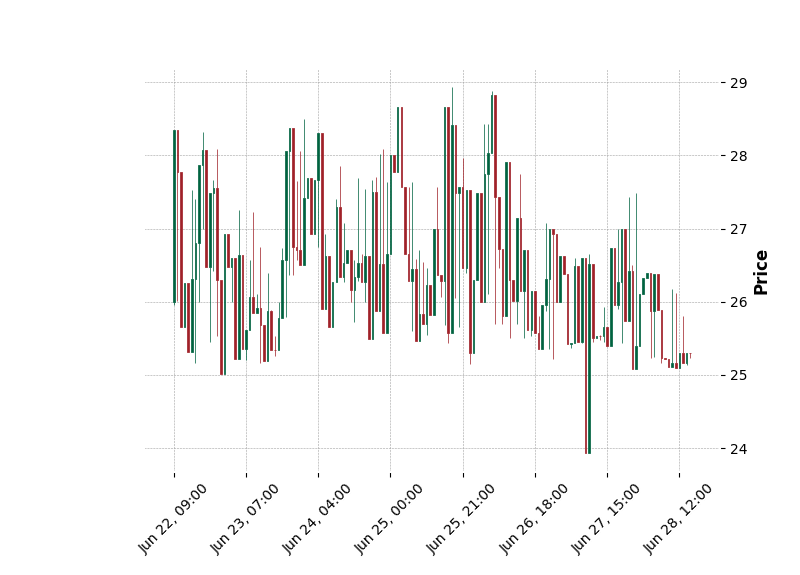 29
28
27
26
25
24
Price
Jun 22, 09:00
Jun 23, 07:00
Jun 24, 04:00
Jun 25, 00:00
Jun 25, 21:00
Jun 26, 18:00
Jun 27, 15:00
Jun 28, 12:00